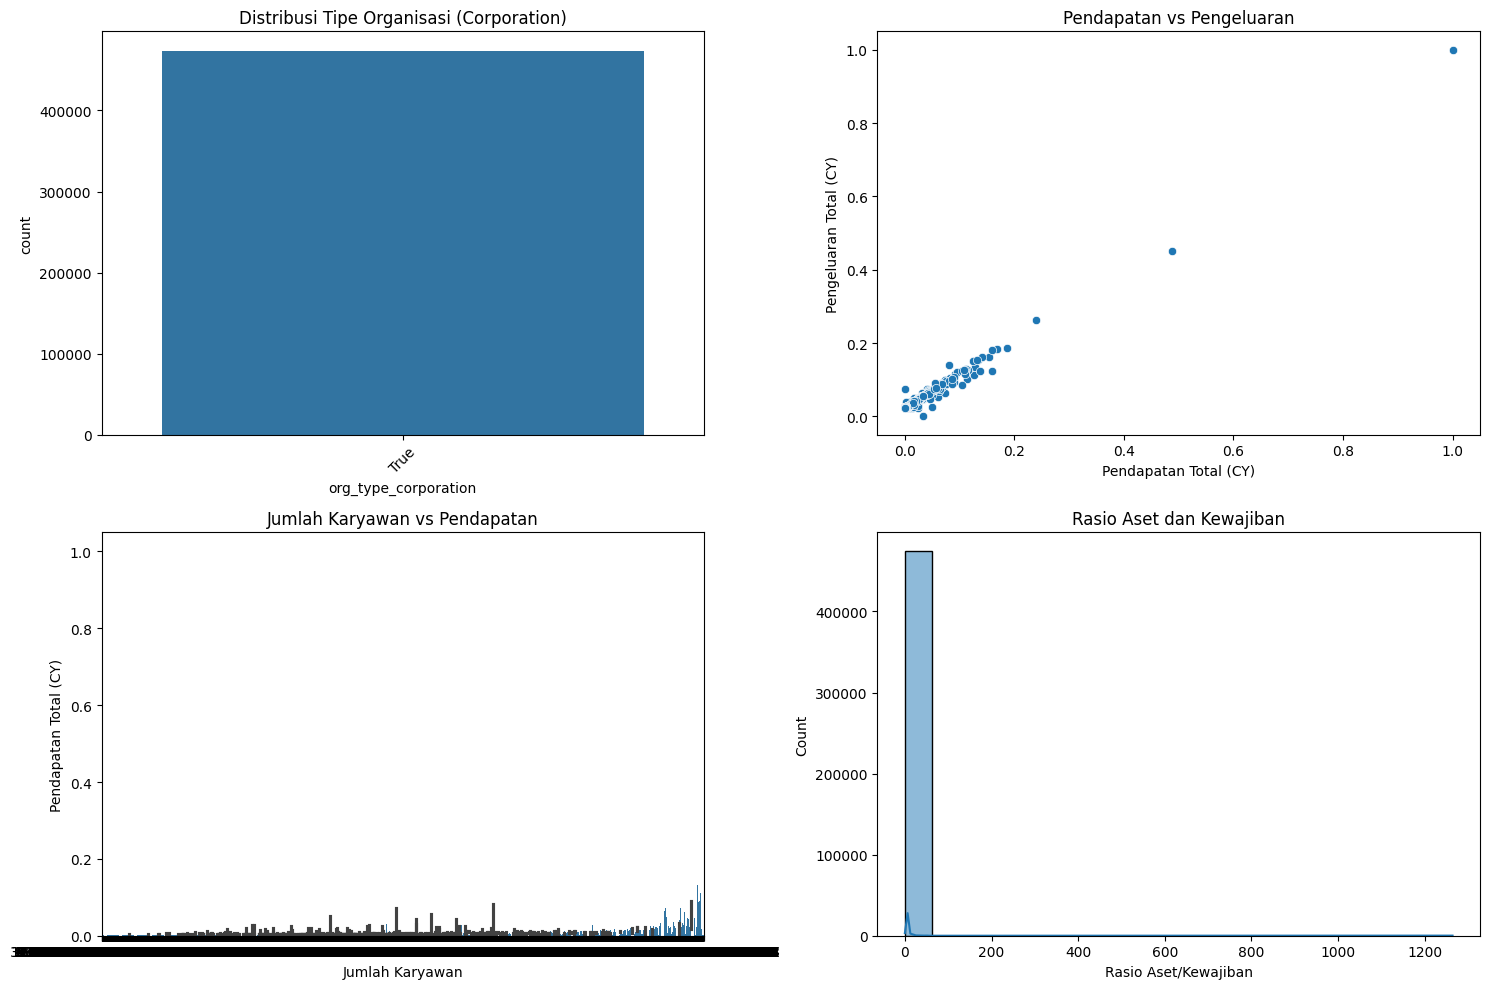 Distribusi Tipe Organisasi (Corporation)
400000
300000
200000
100000
0
count
True
org_type_corporation
Pendapatan vs Pengeluaran
1.0
0.8
0.6
0.4
0.2
0.0
Pengeluaran Total (CY)
0.0 0.2 0.4 0.6 0.8 1.0
Pendapatan Total (CY)
Jumlah Karyawan vs Pendapatan
1.0
0.8
0.6
0.4
0.2
0.0
Pendapatan Total (CY)
Jumlah Karyawan
Rasio Aset dan Kewajiban
400000
300000
200000
100000
0
Count
0 200 400 600 800 1000 1200
Rasio Aset/Kewajiban